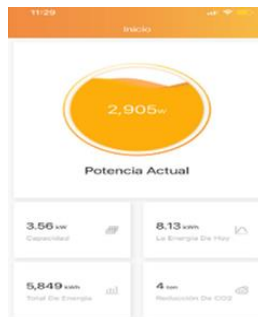 11:29
Inicio
2,905w
Potencia Actual
3.56 kW
Capacidad
8.13 kWh
La Energía De Hoy
5,849 kWh
Total De Energía
4 ton
Reducción De CO2